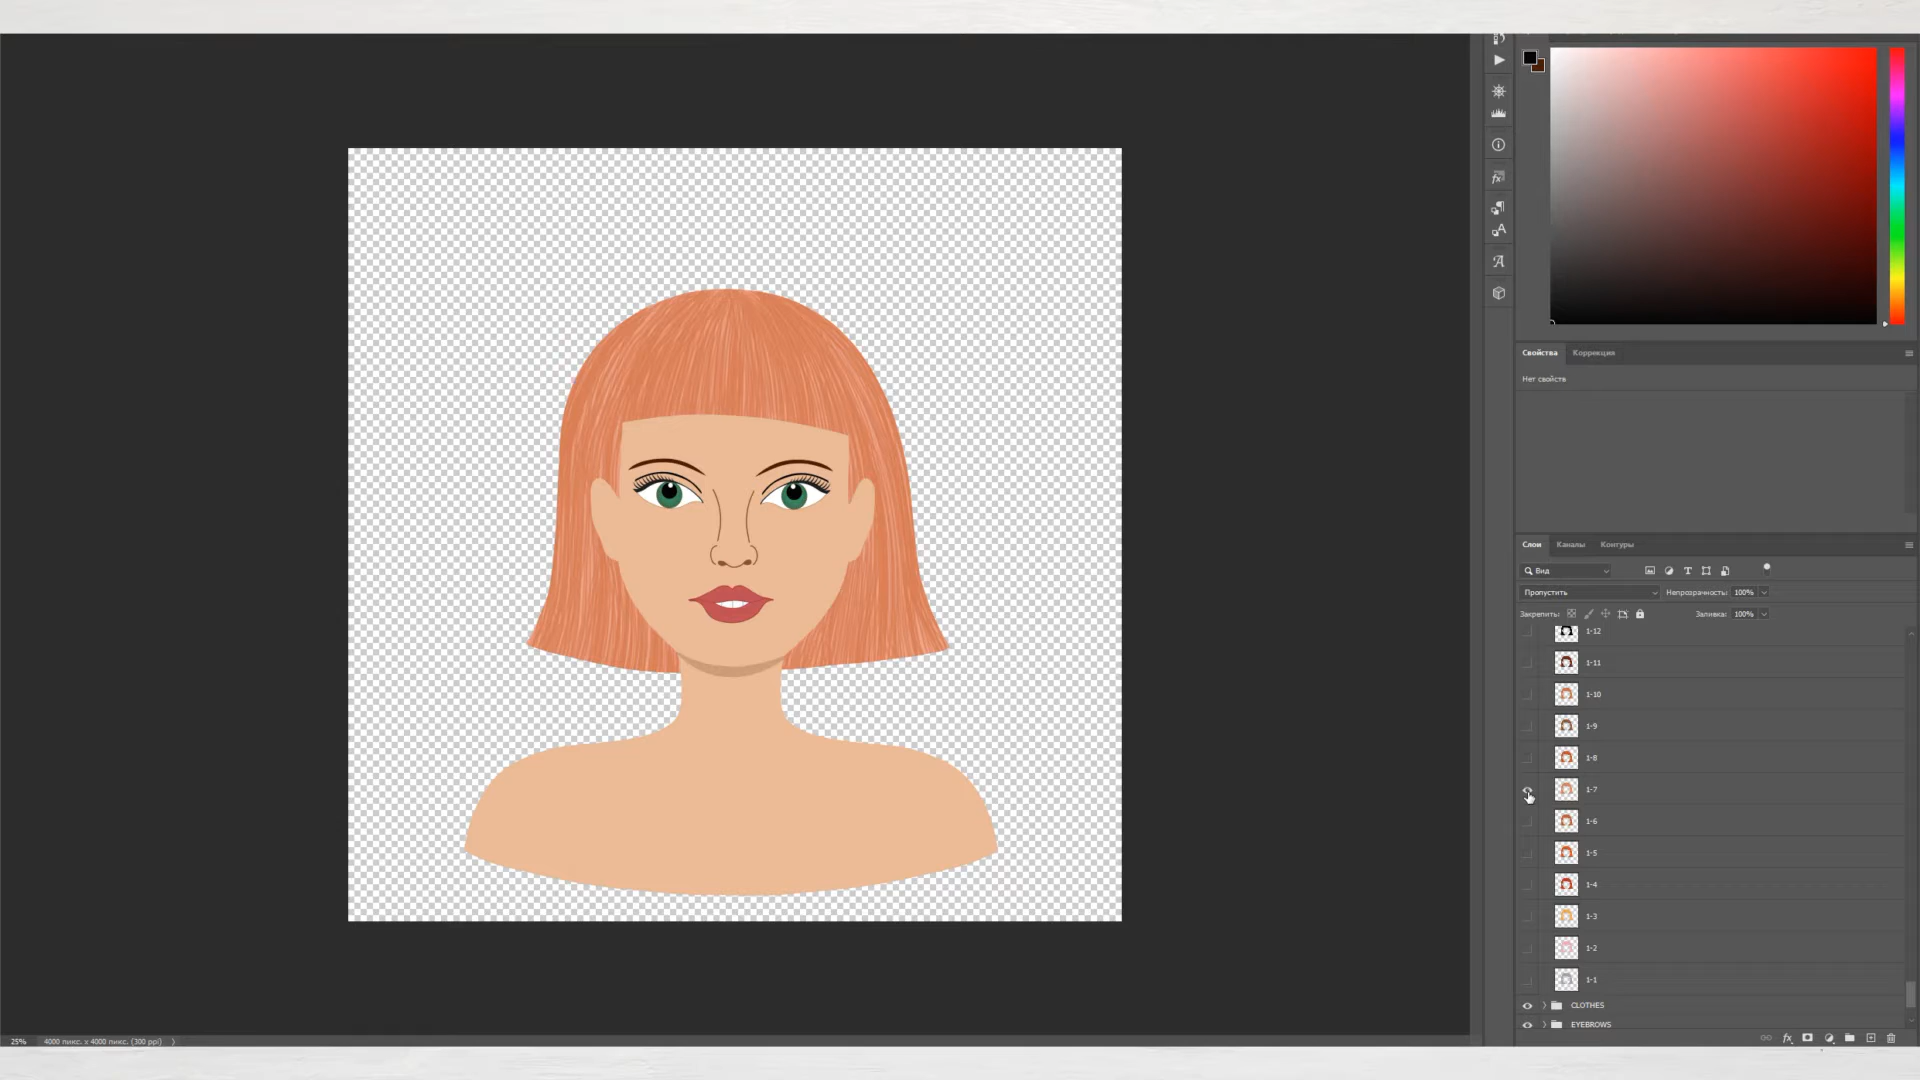 Свойства Коррекция
Нет свойств
Слои Каналы Контуры
Вид
Пропустить Непрозрачность: 100%
Закрепить: Заливка: 100%
1-12
1-11
1-10
1-9
1-8
1-7
1-6
1-5
1-4
1-3
1-2
1-1
CLOTHES
EYEBROWS
25% 4000 пикс. x 4000 пикс. (300 ppi)